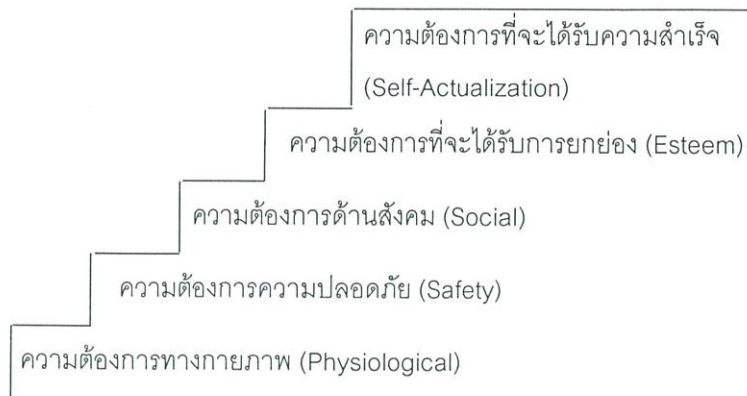 ความต้องการที่จะได้รับความสำเร็จ
(Self-Actualization)
ความต้องการที่จะได้รับการยกย่อง (Esteem)
ความต้องการด้านสังคม (Social)
ความต้องการความปลอดภัย (Safety)
ความต้องการทางกายภาพ (Physiological)